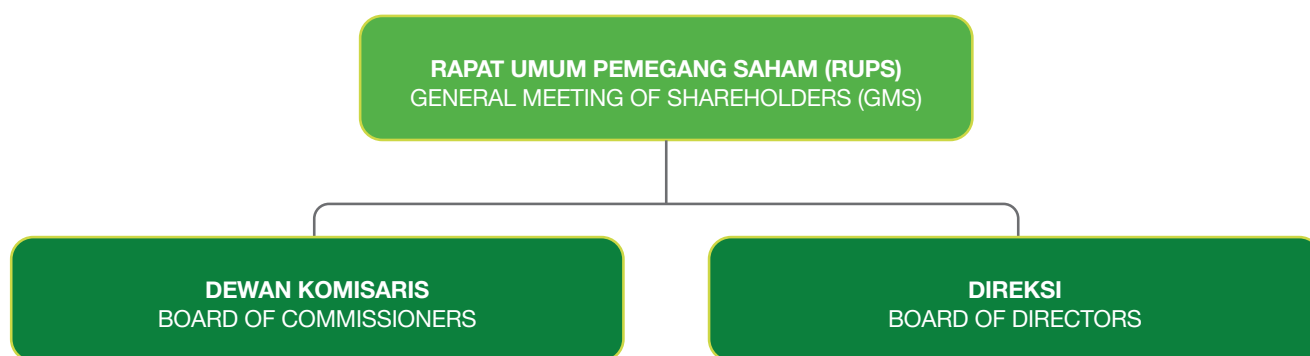 RAPAT UMUM PEMEGANG SAHAM (RUPS)
GENERAL MEETING OF SHAREHOLDERS (GMS)
DEWAN KOMISARIS
BOARD OF COMMISSIONERS
DIREKSI
BOARD OF DIRECTORS